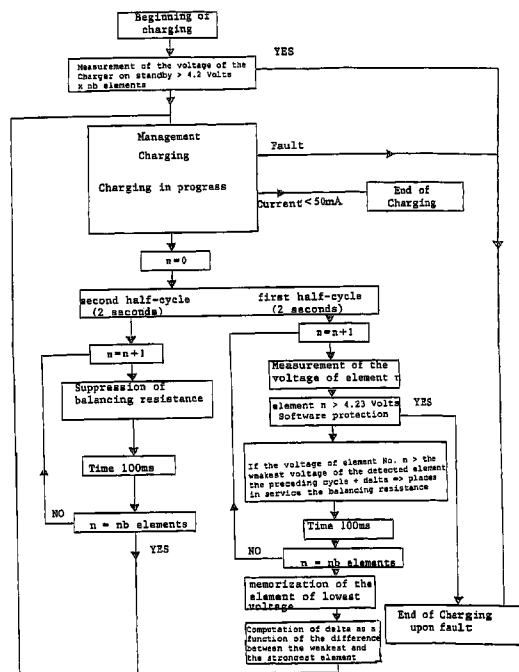 Beginning of
charging
YES
Measurement of the voltage of the
Charger on standby > 4.2 Volts
x nb elements
Management
Charging
Fault
Charging in progress
Current < 50mA
End of
Charging
n=0
second half-cycle
(2 seconds)
first half-cycle
(2 seconds)
n=n+1
Suppression of
balancing resistance
Time 100ms
NO
n = nb elements
YES
n=n+1
Measurement of the
voltage of element n
element n > 4.23 Volts
Software protection
YES
If the voltage of element No. n > the
weakest voltage of the detected element
the preceding cycle + delta => places
in service the balancing resistance
Time 100ms
NO
n = nb elements
memorization of the
element of lowest
voltage
Computation of delta as a
function of the difference
between the weakest and
the strongest element
End of Charging
upon fault